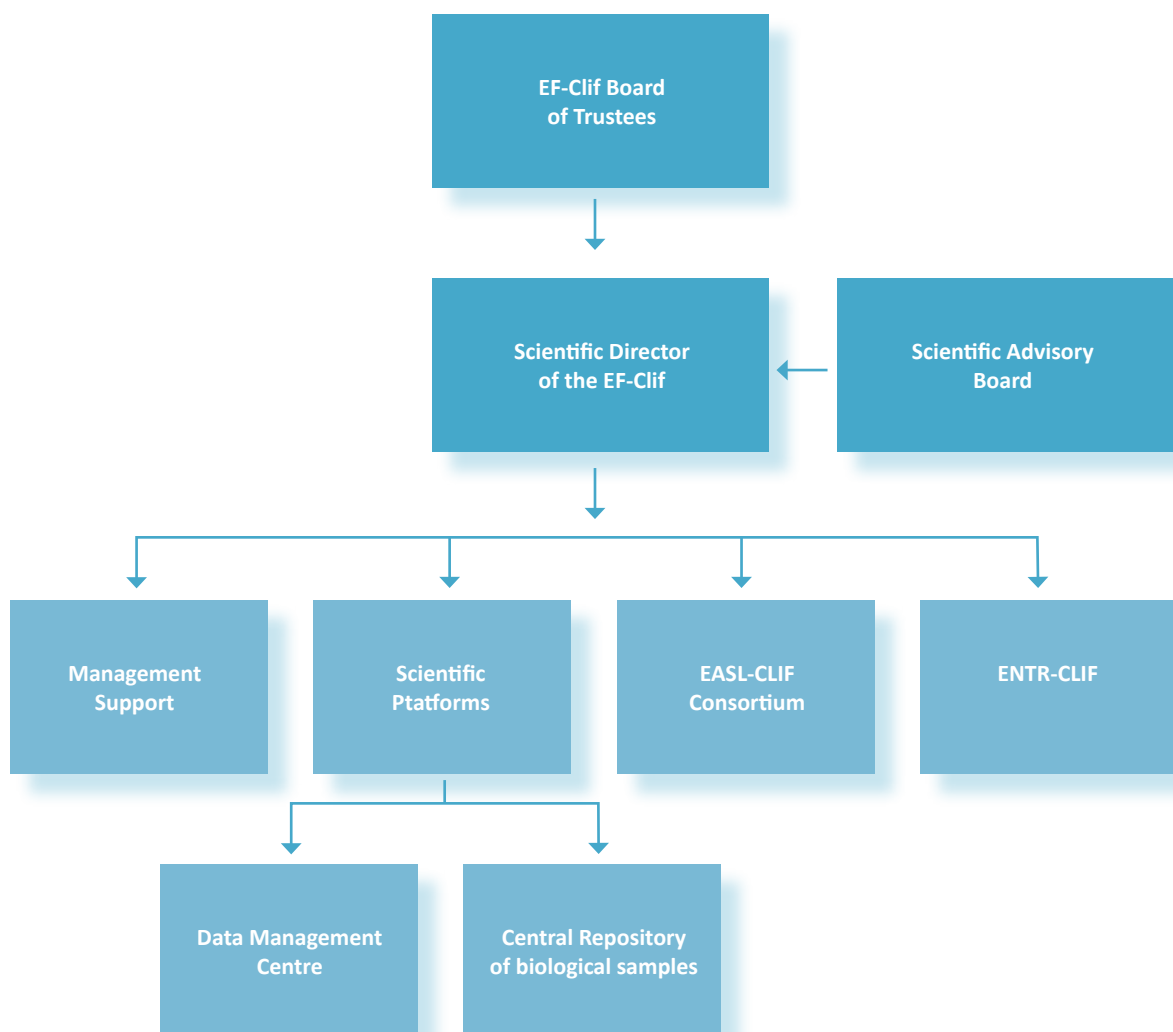 EF-Clif Board
of Trustees
Scientific Director
of the EF-Clif
Scientific Advisory
Board
Management
Support
Scientific
Ptatforms
EASL-CLIF
Consortium
ENTR-CLIF
Data Management
Centre
Central Repository
of biological samples